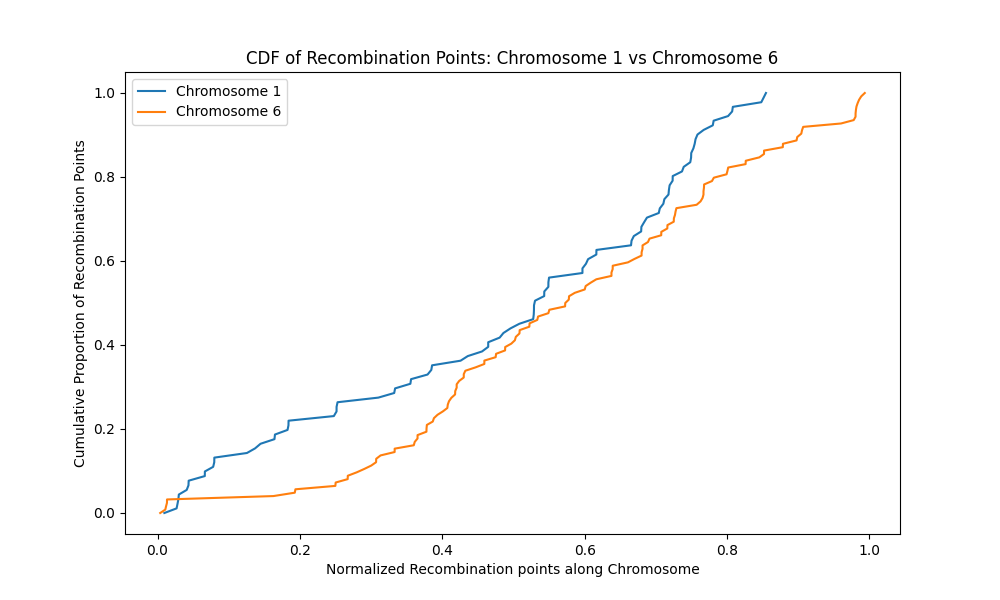 CDF of Recombination Points: Chromosome 1 vs Chromosome 6
Chromosome 1
Chromosome 6
Cumulative Proportion of Recombination Points
1.0
0.8
0.6
0.4
0.2
0.0
0.0 0.2 0.4 0.6 0.8 1.0
Normalized Recombination points along Chromosome